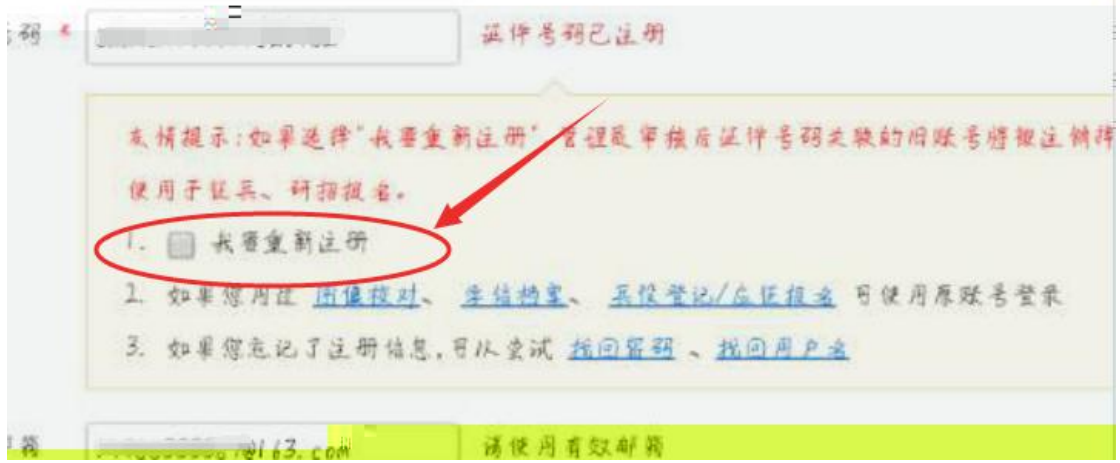 码 * 证件号码已注册
友情提示:如果选择"我要重新注册" 管理员审核后证件号码关联的旧账号将被注销
使用于征兵、研招报名。
1. 我要重新注册
2. 如果您用过 图像校对、 学信档案、 兵役登记/应征报名 可使用原账号登录
3. 如果您忘记了注册信息,可从尝试 找回密码 、找回用户名
邮箱 @163.com 请使用有效邮箱